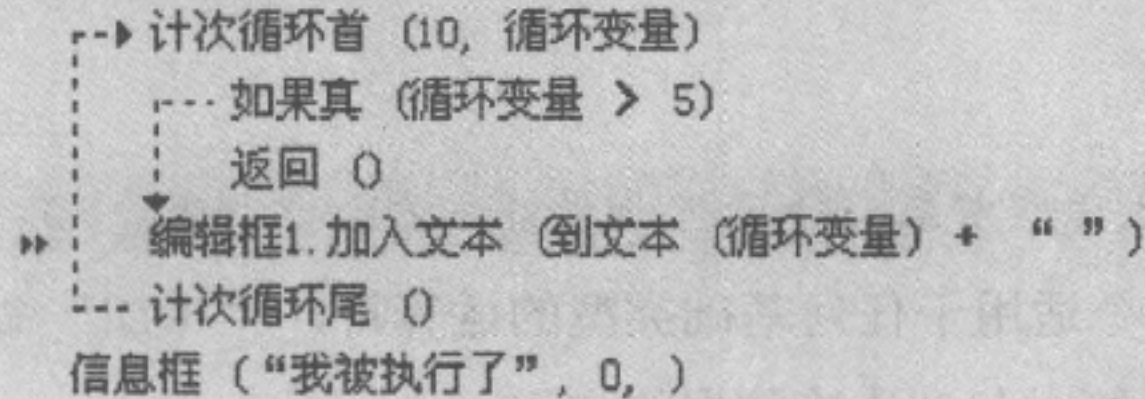 计次循环首 (10, 循环变量)
如果真 (循环变量 > 5)
返回 ()
编辑框1.加入文本 (到文本 (循环变量) + “ ”)
计次循环尾 ()
信息框 (“我被执行了”, 0, )